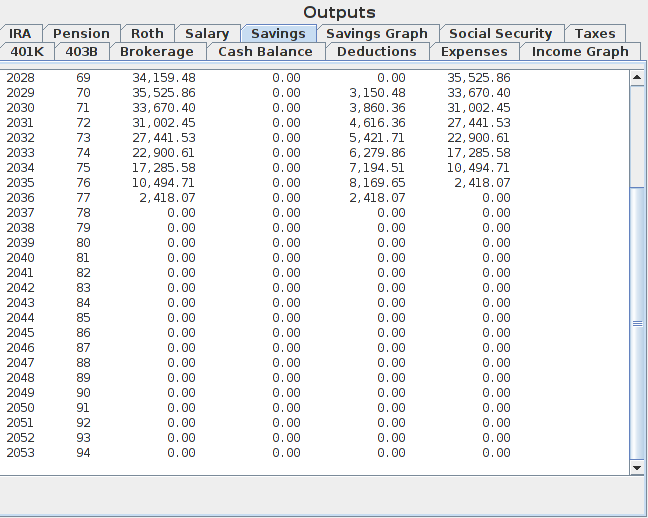 Outputs
IRA Pension Roth Salary Savings Savings Graph Social Security Taxes
401K 403B Brokerage Cash Balance Deductions Expenses Income Graph
2028 69 34,159.48 0.00 0.00 35,525.86
2029 70 35,525.86 0.00 3,150.48 33,670.40
2030 71 33,670.40 0.00 3,860.36 31,002.45
2031 72 31,002.45 0.00 4,616.36 27,441.53
2032 73 27,441.53 0.00 5,421.71 22,900.61
2033 74 22,900.61 0.00 6,279.86 17,285.58
2034 75 17,285.58 0.00 7,194.51 10,494.71
2035 76 10,494.71 0.00 8,169.65 2,418.07
2036 77 2,418.07 0.00 2,418.07 0.00
2037 78 0.00 0.00 0.00 0.00
2038 79 0.00 0.00 0.00 0.00
2039 80 0.00 0.00 0.00 0.00
2040 81 0.00 0.00 0.00 0.00
2041 82 0.00 0.00 0.00 0.00
2042 83 0.00 0.00 0.00 0.00
2043 84 0.00 0.00 0.00 0.00
2044 85 0.00 0.00 0.00 0.00
2045 86 0.00 0.00 0.00 0.00
2046 87 0.00 0.00 0.00 0.00
2047 88 0.00 0.00 0.00 0.00
2048 89 0.00 0.00 0.00 0.00
2049 90 0.00 0.00 0.00 0.00
2050 91 0.00 0.00 0.00 0.00
2051 92 0.00 0.00 0.00 0.00
2052 93 0.00 0.00 0.00 0.00
2053 94 0.00 0.00 0.00 0.00